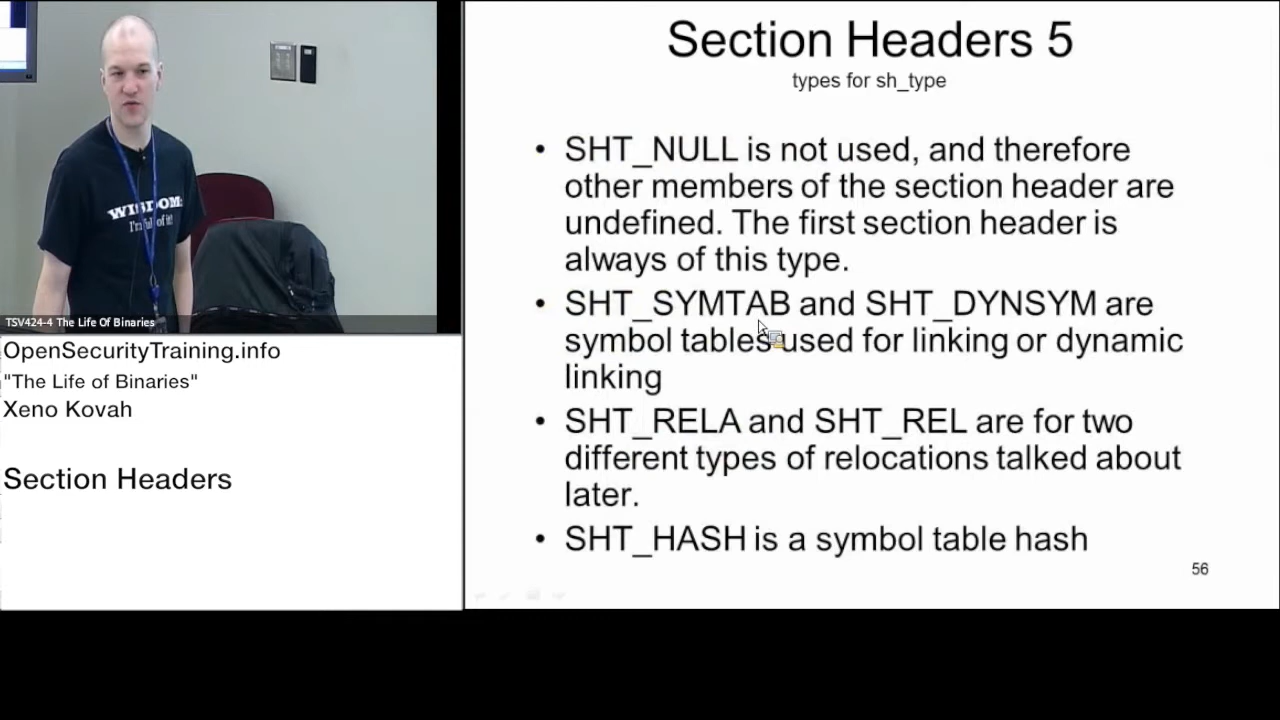 WISDOM:
I'm full of it!
TSV424-4 The Life Of Binaries
OpenSecurityTraining.info
"The Life of Binaries"
Xeno Kovah
Section Headers
Section Headers 5
types for sh_type
• SHT_NULL is not used, and therefore
other members of the section header are
undefined. The first section header is
always of this type.
• SHT_SYMTAB and SHT_DYNSYM are
symbol tables used for linking or dynamic
linking
• SHT_RELA and SHT_REL are for two
different types of relocations talked about
later.
• SHT_HASH is a symbol table hash
56